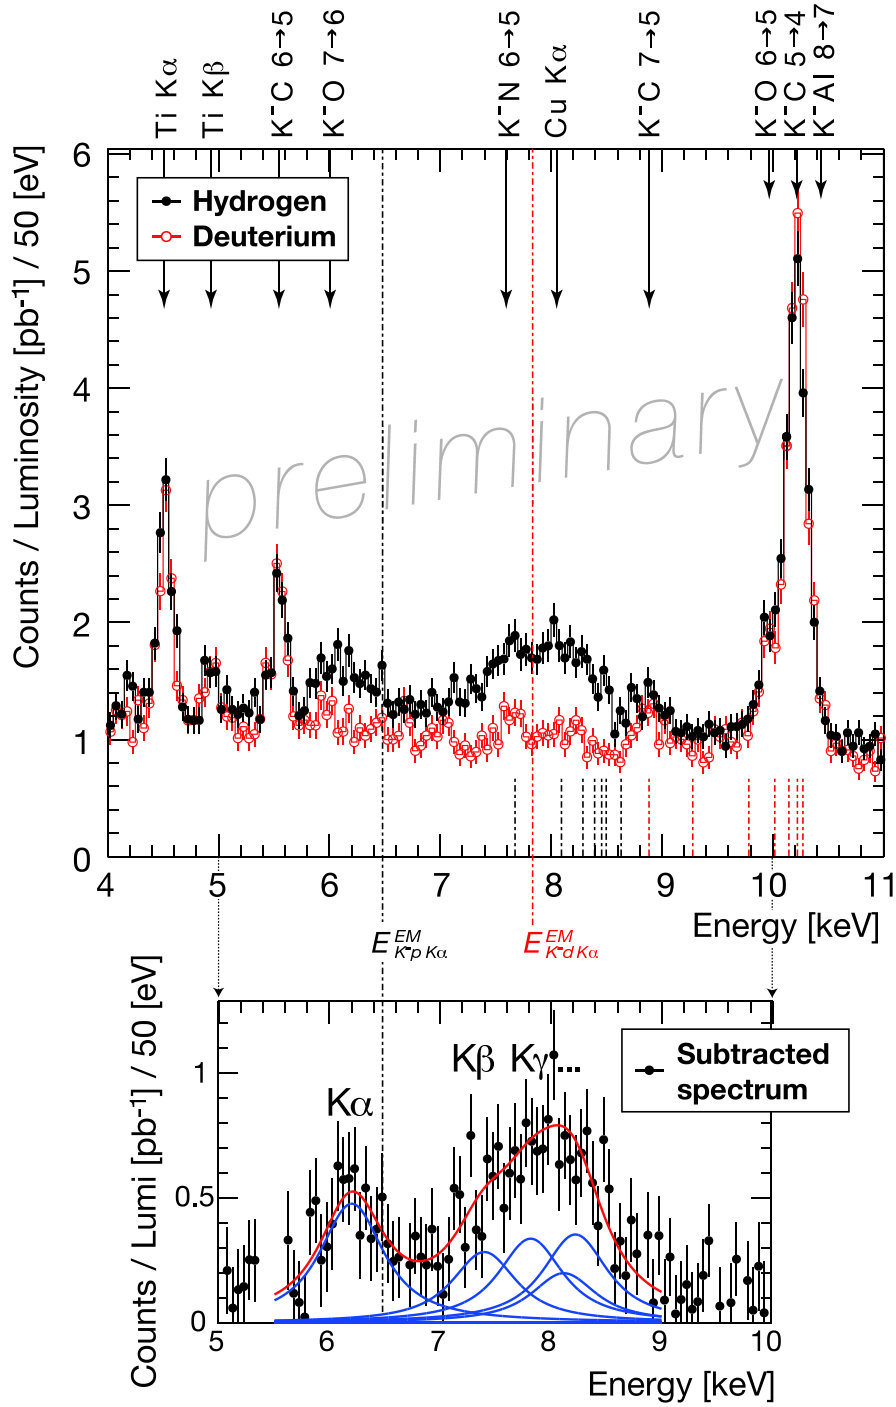 Ti Kα
Ti Kβ
K⁻C 6→5
K⁻O 7→6
K⁻N 6→5
Cu Kα
K⁻C 7→5
K⁻O 6→5
K⁻C 5→4
K⁻Al 8→7
Counts / Luminosity [pb⁻¹] / 50 [eV]
6
5
4
3
2
1
0
Hydrogen
Deuterium
preliminary
4 5 6 7 8 9 10 11
Energy [keV]
E^EM_K⁻p Kα
E^EM_K⁻d Kα
Counts / Lumi [pb⁻¹] / 50 [eV]
1
0.5
0
Kα
Kβ Kγ ...
Subtracted
spectrum
5 6 7 8 9 10
Energy [keV]